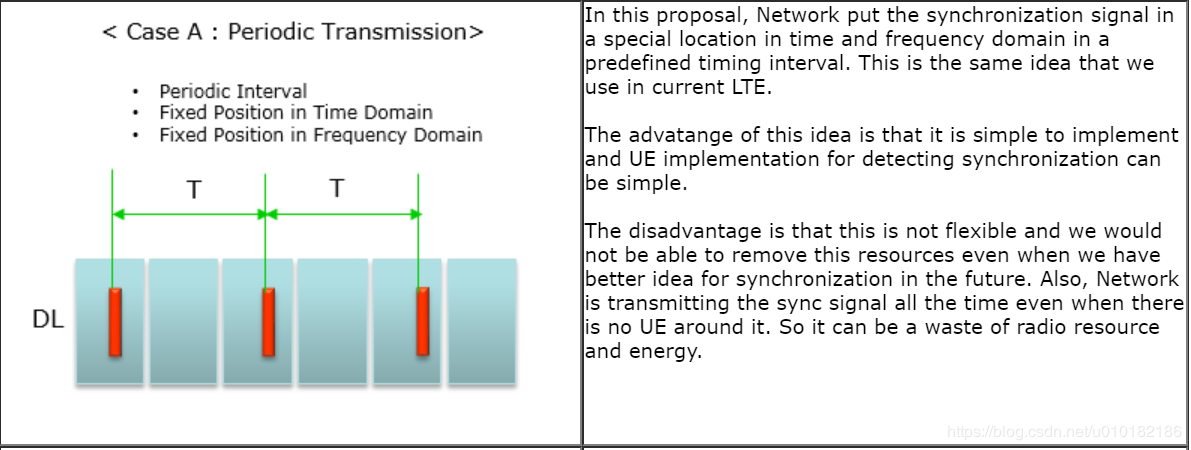 < Case A : Periodic Transmission>
• Periodic Interval
• Fixed Position in Time Domain
• Fixed Position in Frequency Domain
T
T
DL
In this proposal, Network put the synchronization signal in
a special location in time and frequency domain in a
predefined timing interval. This is the same idea that we
use in current LTE.
The advatange of this idea is that it is simple to implement
and UE implementation for detecting synchronization can
be simple.
The disadvantage is that this is not flexible and we would
not be able to remove this resources even when we have
better idea for synchronization in the future. Also, Network
is transmitting the sync signal all the time even when there
is no UE around it. So it can be a waste of radio resource
and energy.
https://blog.csdn.net/u010182186